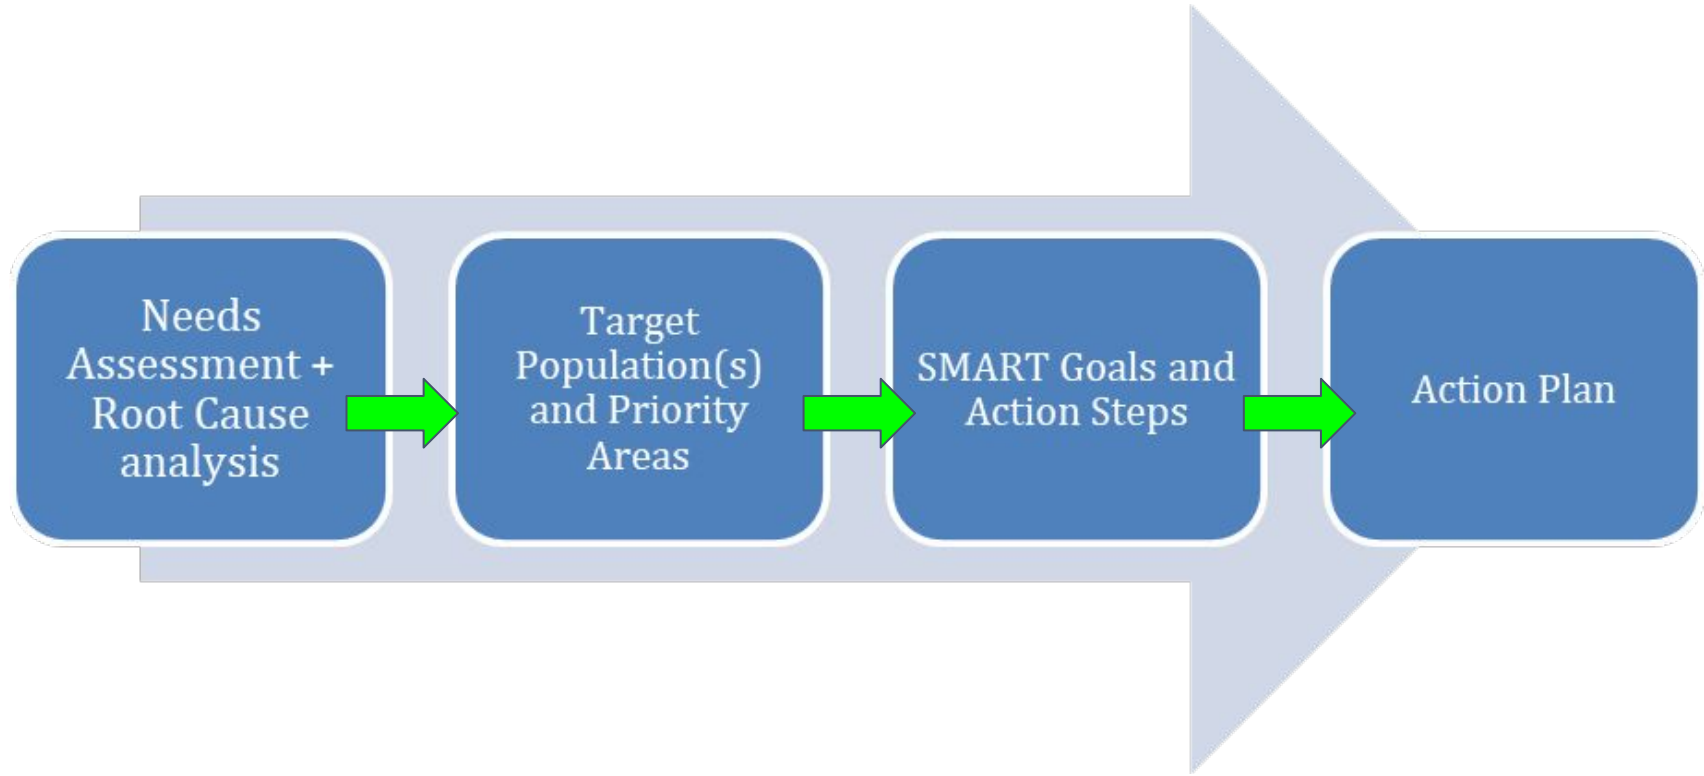 Needs
Assessment +
Root Cause
analysis
Target
Population(s)
and Priority
Areas
SMART Goals and
Action Steps
Action Plan